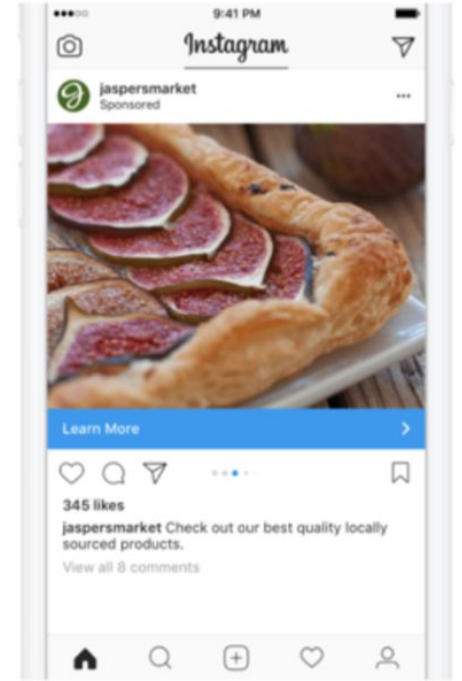 9:41 PM
Instagram
jaspersmarket
Sponsored
Learn More
345 likes
jaspersmarket Check out our best quality locally
sourced products.
View all 8 comments